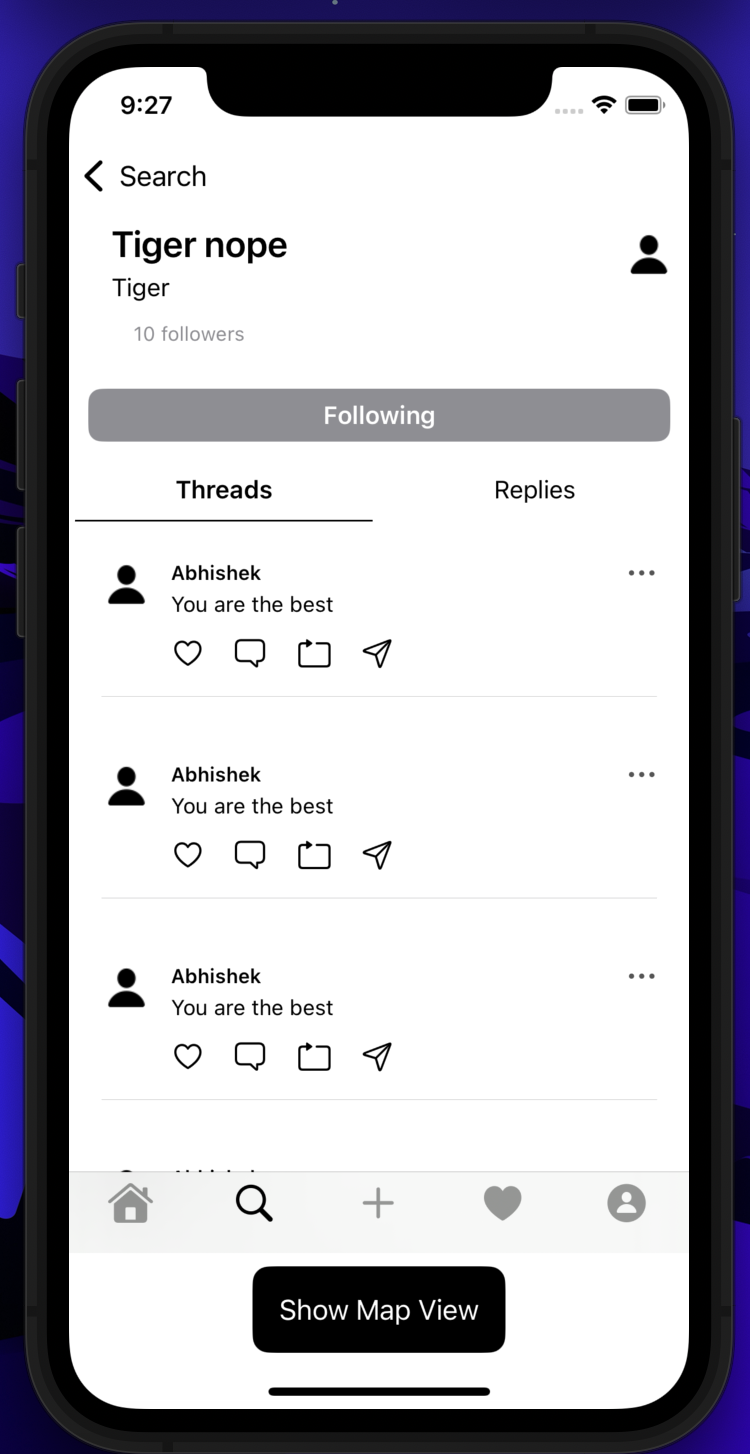 9:27
Search
Tiger nope
Tiger
10 followers
Following
Threads
Replies
Abhishek
You are the best
Abhishek
You are the best
Abhishek
You are the best
Show Map View